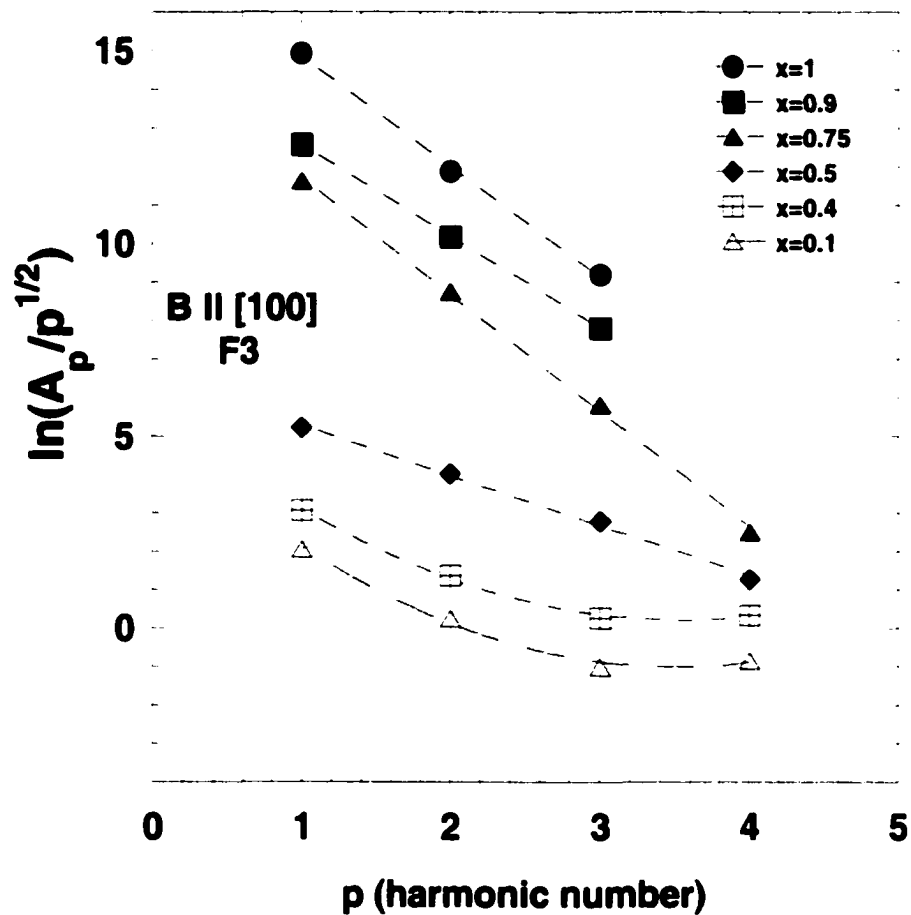 15
10
5
0
ln(A_p/p^{1/2})
B II [100]
F3
x=1
x=0.9
x=0.75
x=0.5
x=0.4
x=0.1
0 1 2 3 4 5
p (harmonic number)